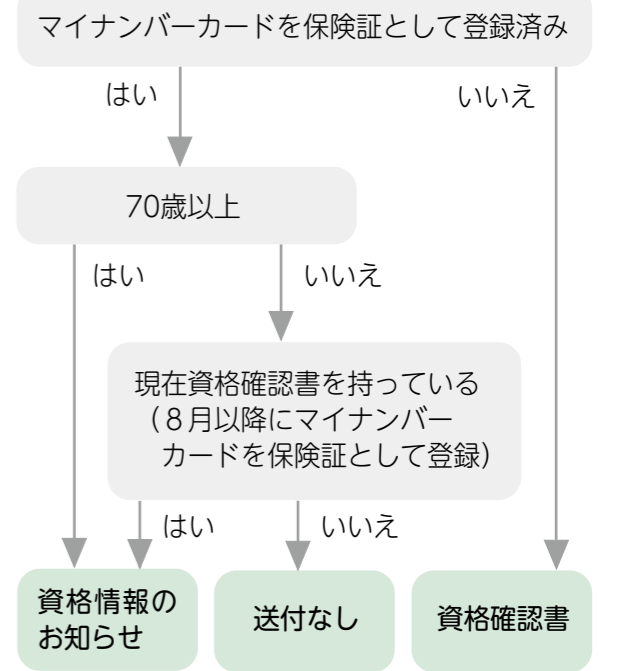 マイナンバーカードを保険証として登録済み
はい
いいえ
70歳以上
はい
いいえ
現在資格確認書を持っている
（８月以降にマイナンバー
カードを保険証として登録）
はい
いいえ
資格情報の
お知らせ
送付なし
資格確認書